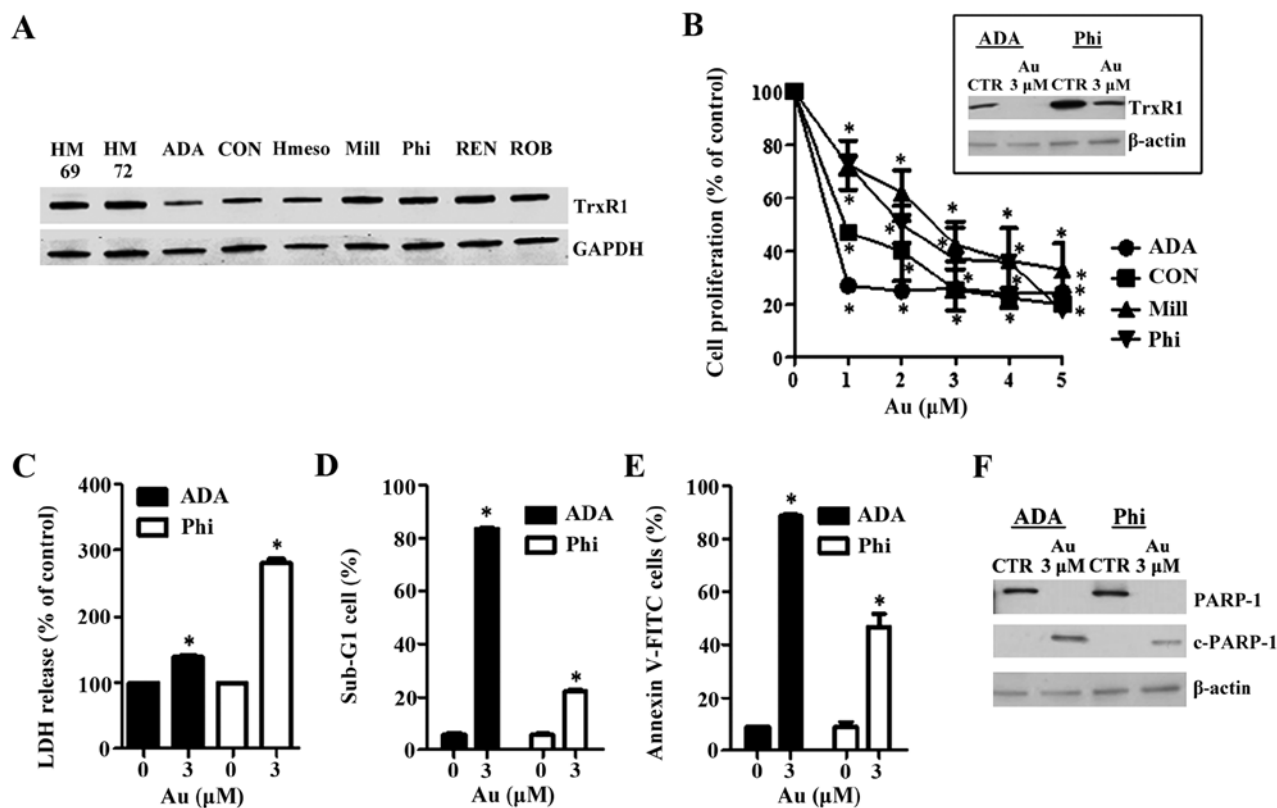 A
HM 69
HM 72
ADA CON Hmeso Mill Phi REN ROB
TrxR1
GAPDH
B
Cell proliferation (% of control)
100
80
60
40
20
0
0 1 2 3 4 5
Au (µM)
ADA Phi
CTR Au 3 µM CTR Au 3 µM
TrxR1
β-actin
ADA
CON
Mill
Phi
C
LDH release (% of control)
400
300
200
100
0
ADA
Phi
0 3 0 3
Au (µM)
D
Sub-G1 cell (%)
100
80
60
40
20
0
ADA
Phi
0 3 0 3
Au (µM)
E
Annexin V-FITC cells (%)
100
80
60
40
20
0
ADA
Phi
0 3 0 3
Au (µM)
F
ADA Phi
CTR Au 3 µM CTR Au 3 µM
PARP-1
c-PARP-1
β-actin